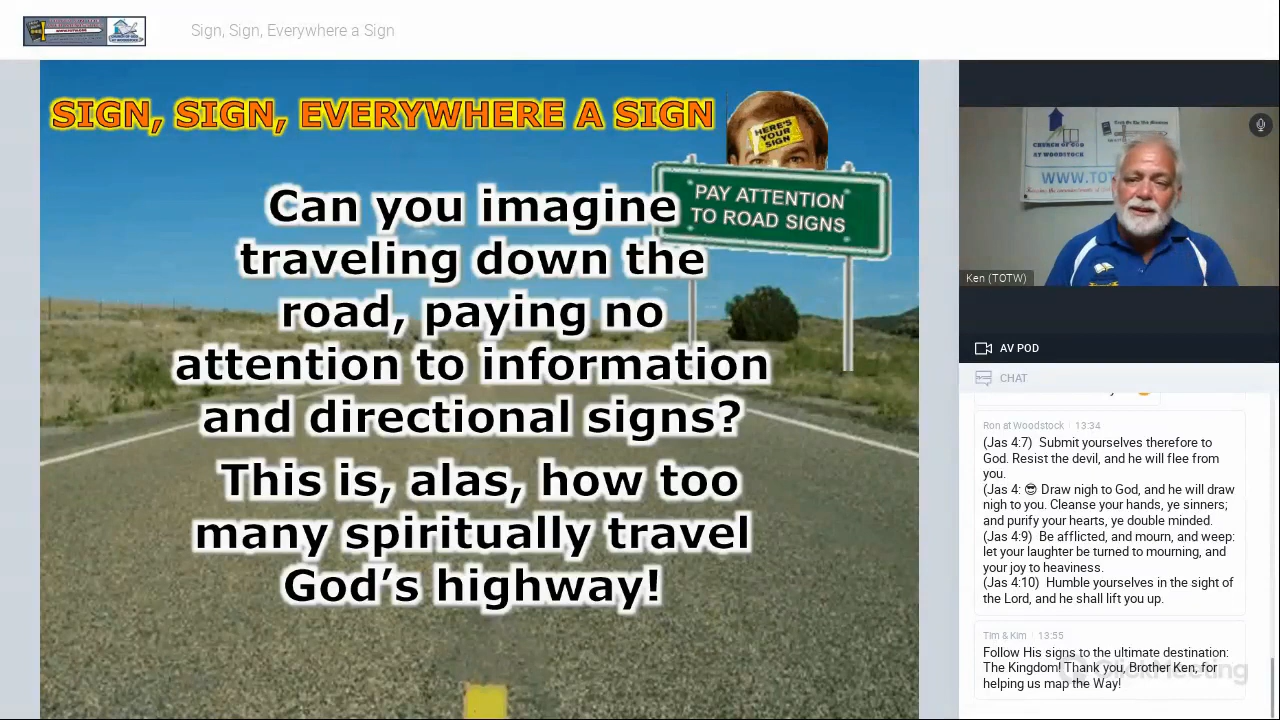 Sign, Sign, Everywhere a Sign
SIGN, SIGN, EVERYWHERE A SIGN
HERE'S
YOUR
SIGN
PAY ATTENTION
TO ROAD SIGNS
Can you imagine
traveling down the
road, paying no
attention to information
and directional signs?
This is, alas, how too
many spiritually travel
God's highway!
CHURCH OF GOD
AT WOODSTOCK
WWW.TOT
Ken (TOTW)
AV POD
CHAT
Ron at Woodstock
13:34
(Jas 4:7)  Submit yourselves therefore to
God. Resist the devil, and he will flee from
you.
(Jas 4: 😎 Draw nigh to God, and he will draw
nigh to you. Cleanse your hands, ye sinners;
and purify your hearts, ye double minded.
(Jas 4:9)  Be afflicted, and mourn, and weep:
let your laughter be turned to mourning, and
your joy to heaviness.
(Jas 4:10)  Humble yourselves in the sight of
the Lord, and he shall lift you up.
Tim & Kim
13:55
Follow His signs to the ultimate destination:
The Kingdom! Thank you, Brother Ken, for
helping us map the Way!
ClickMeeting